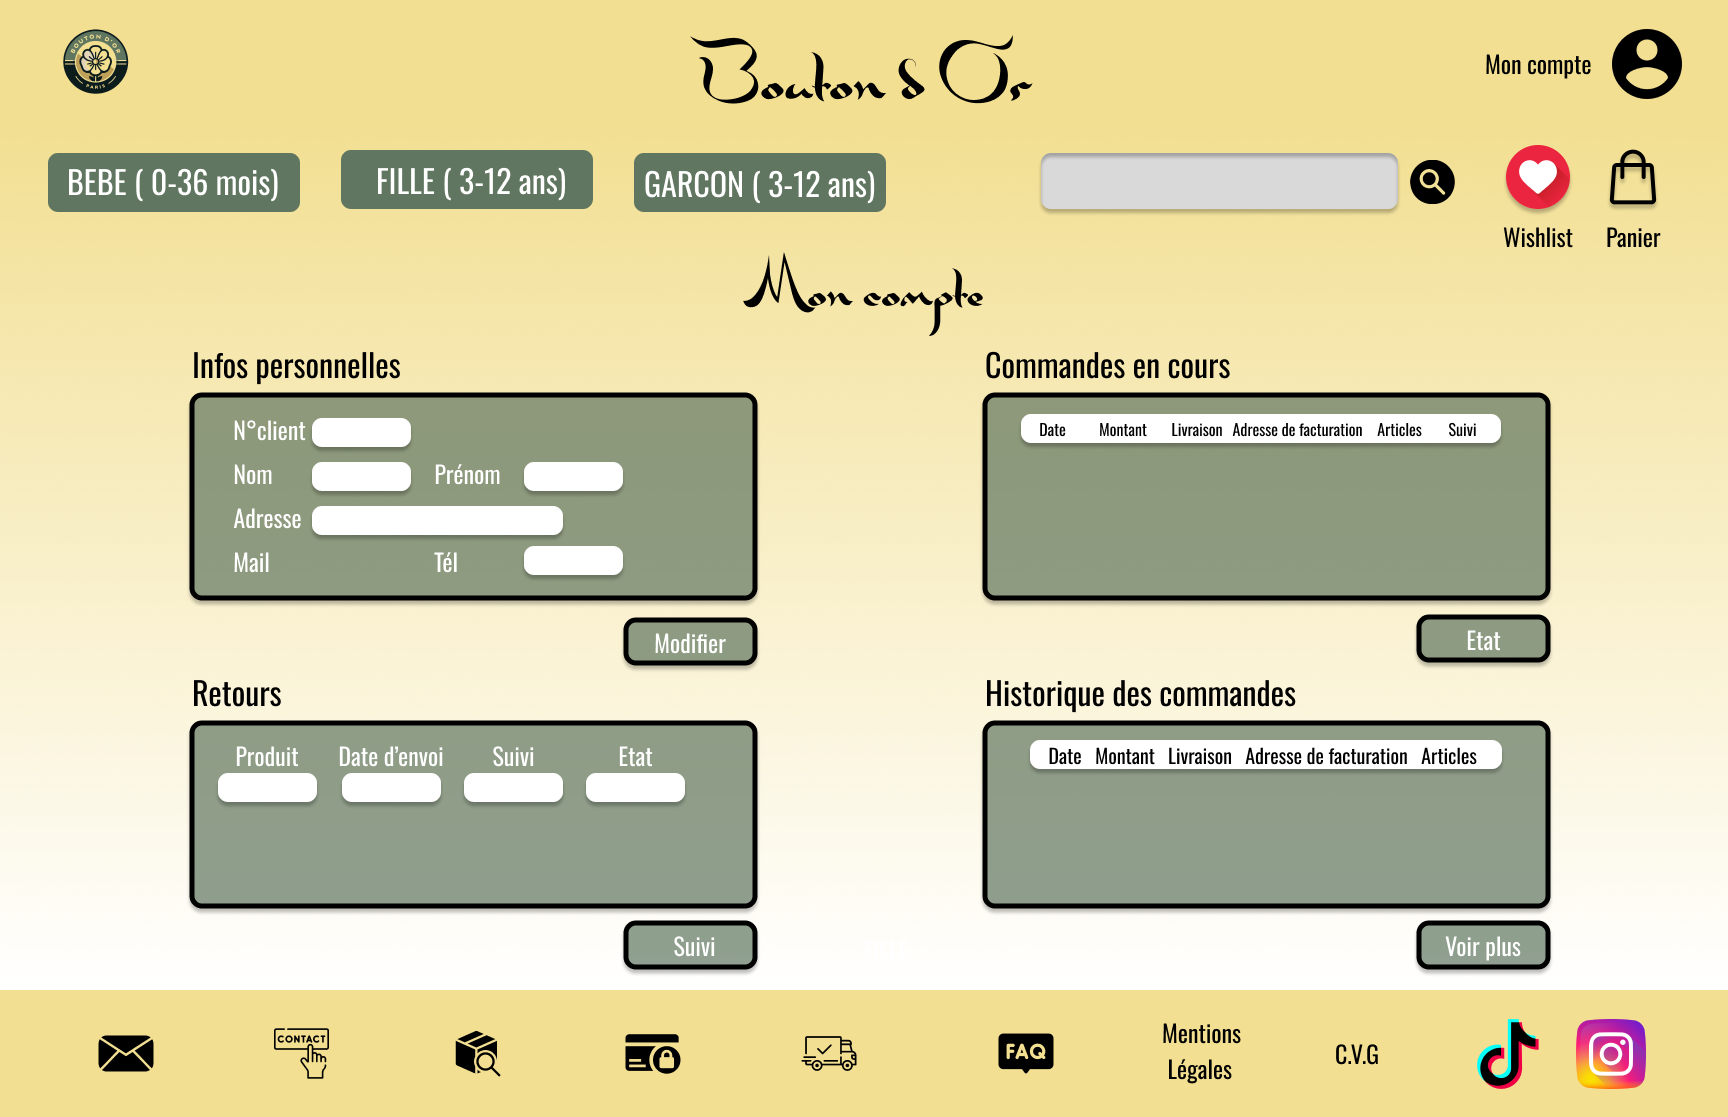 BOUTON D'OR
PARIS
Bouton d Or
Mon compte
BEBE ( 0-36 mois)
FILLE ( 3-12 ans)
GARCON ( 3-12 ans)
Wishlist
Panier
Mon compte
Infos personnelles
N°client
Nom
Prénom
Adresse
Mail
Tél
Modifier
Commandes en cours
Date Montant Livraison Adresse de facturation Articles Suivi
Etat
Retours
Produit Date d'envoi Suivi Etat
Suivi
Historique des commandes
Date Montant Livraison Adresse de facturation Articles
Voir plus
CONTACT
FAQ
Mentions
Légales
C.V.G